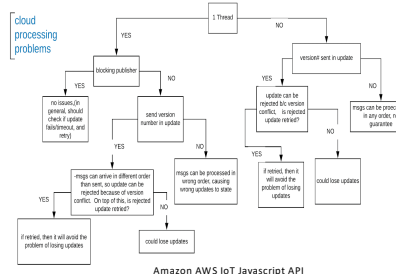 cloud
processing
problems
1 Thread
YES
NO
blocking publisher
version# sent in update
YES
NO
YES
NO
no issues,(in
general, should
check if update
fails/timeout, and
retry)
send version
number in update
update can be
rejected b/c version
conflict, is rejected
update retried?
msgs can be
in any order, no
guarantee
YES
NO
YES
NO
-msgs can arrive in different order
than sent, so update can be
rejected because of version
conflict. On top of this, is rejected
update retried?
msgs can be processed in
wrong order, causing
wrong updates to state
if retried, then it
will avoid the
problem of losing
updates
could lose updates
YES
NO
if retried, then it will avoid the
problem of losing updates
could lose updates
Amazon AWS IoT Javascript API